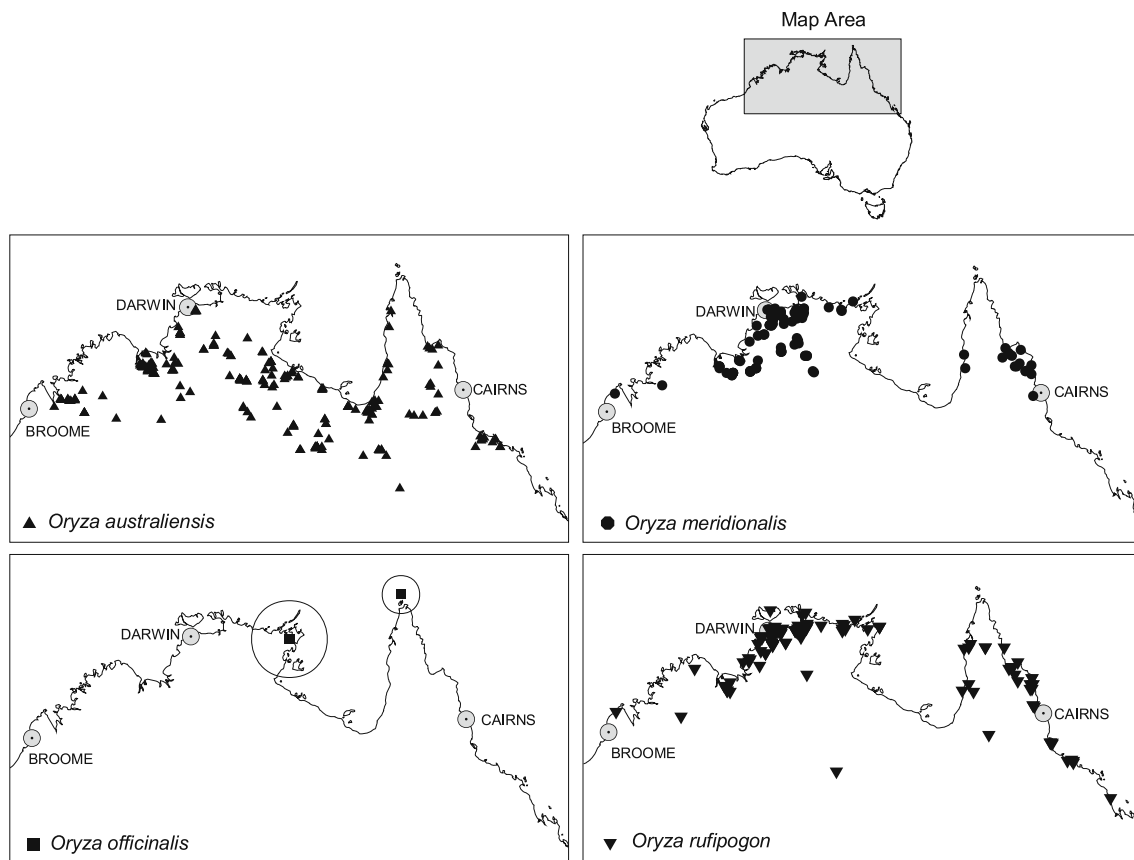 Map Area
DARWIN
CAIRNS
BROOME
Oryza australiensis
DARWIN
CAIRNS
BROOME
Oryza meridionalis
DARWIN
CAIRNS
BROOME
Oryza officinalis
DARWIN
CAIRNS
BROOME
Oryza rufipogon